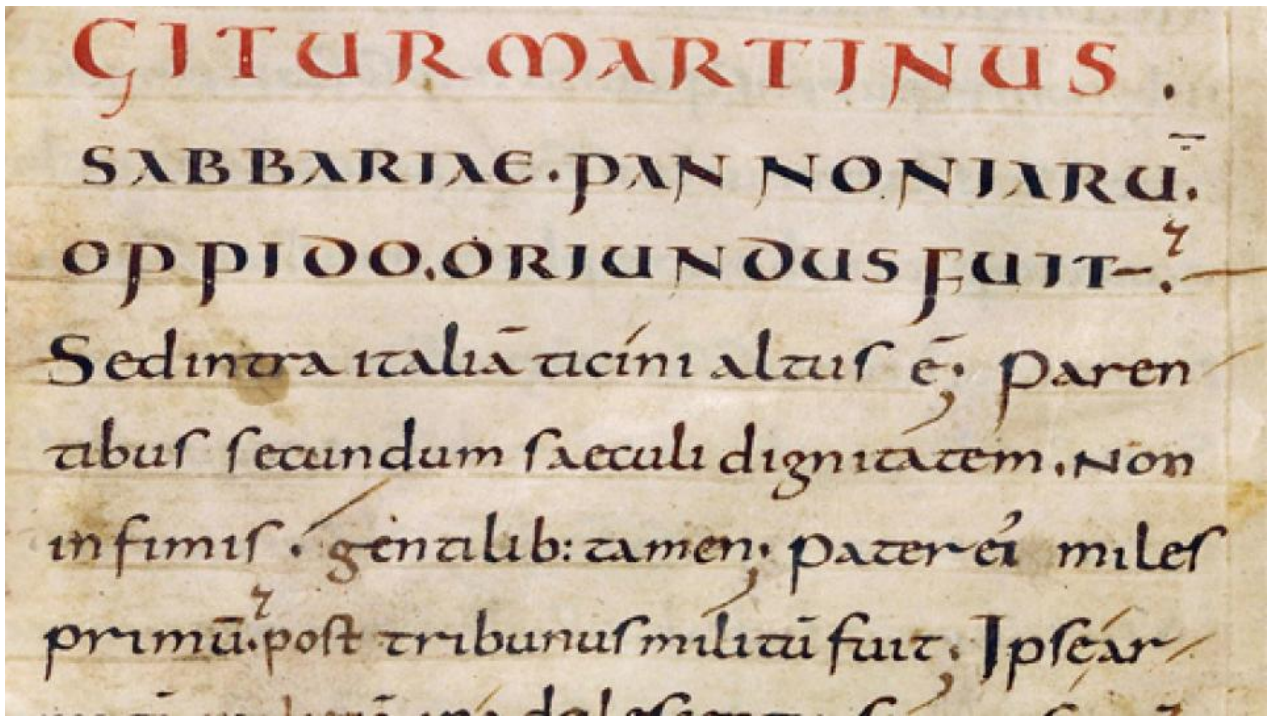 GITUR MARTINUS.
SABBARIAE. PANNONIARŪ.
OPPIDO. ORIUNDUS FUIT.
Sed intra italiā ticini altus ē; Paren
tibus secundum saeculi dignitatem. Non
infimis. gentilib: tamen; Pater ei miles
primū. post tribunus militū fuit; Ipse ar